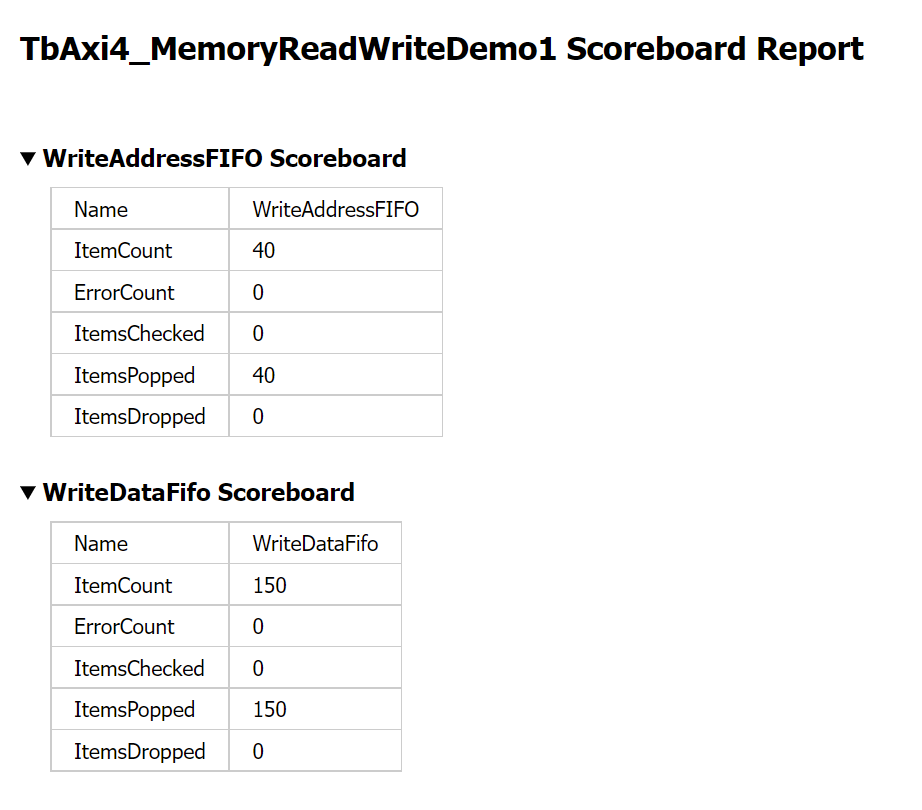 TbAxi4_MemoryReadWriteDemo1 Scoreboard Report
WriteAddressFIFO Scoreboard
Name WriteAddressFIFO
ItemCount 40
ErrorCount 0
ItemsChecked 0
ItemsPopped 40
ItemsDropped 0
WriteDataFifo Scoreboard
Name WriteDataFifo
ItemCount 150
ErrorCount 0
ItemsChecked 0
ItemsPopped 150
ItemsDropped 0